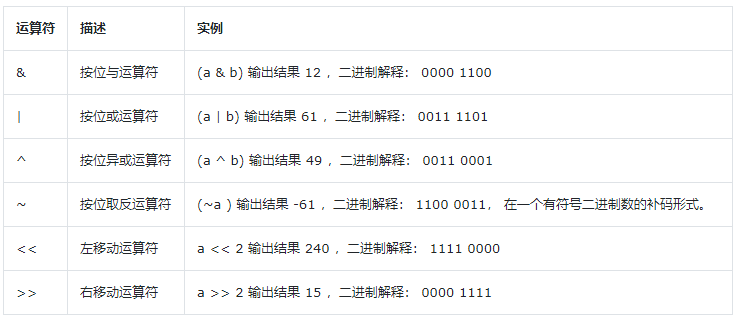 运算符 描述 实例
& 按位与运算符 (a & b) 输出结果 12 ，二进制解释： 0000 1100
| 按位或运算符 (a | b) 输出结果 61 ，二进制解释： 0011 1101
^ 按位异或运算符 (a ^ b) 输出结果 49 ，二进制解释： 0011 0001
~ 按位取反运算符 (~a ) 输出结果 -61 ，二进制解释： 1100 0011， 在一个有符号二进制数的补码形式。
<< 左移动运算符 a << 2 输出结果 240 ，二进制解释： 1111 0000
>> 右移动运算符 a >> 2 输出结果 15 ，二进制解释： 0000 1111